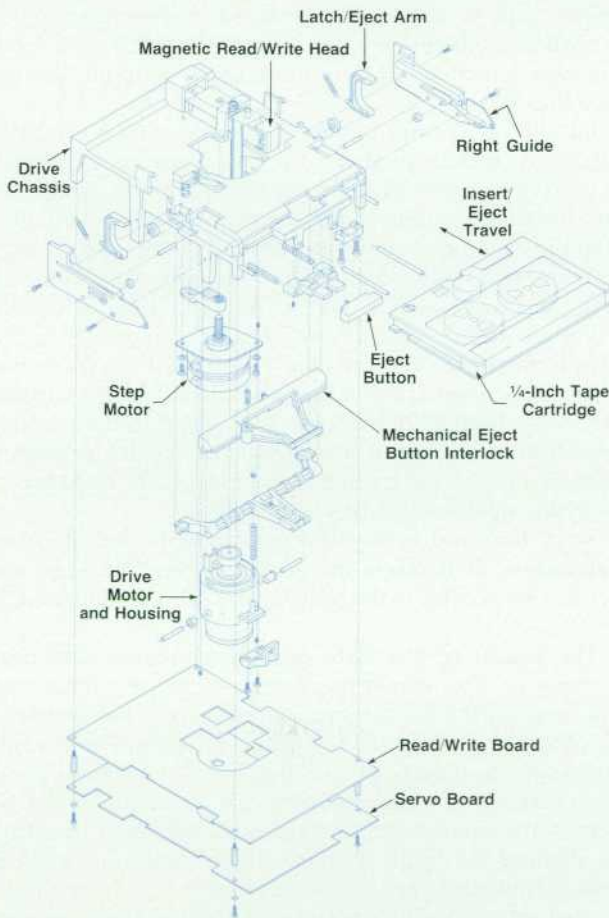 Latch/Eject Arm
Magnetic Read/Write Head
Right Guide
Drive
Chassis
Insert/
Eject
Travel
Eject
Button
¼-Inch Tape
Cartridge
Step
Motor
Mechanical Eject
Button Interlock
Drive
Motor
and Housing
Read/Write Board
Servo Board